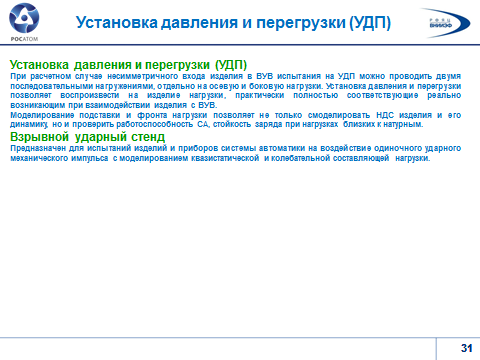 Установка давления и перегрузки (УДП)
РОСАТОМ
ВНИИЭФ
Установка давления и перегрузки (УДП)
При расчетном случае несимметричного входа изделия в ВУВ испытания на УДП можно проводить двумя
последовательными нагружениями, отдельно на осевую и боковую нагрузки. Установка давления и перегрузки
позволяет воспроизвести на изделие нагрузки, практически полностью соответствующие реально
возникающим при взаимодействии изделия с ВУВ.
Моделирование подставки и фронта нагрузки позволяет не только смоделировать НДС изделия и его
динамику, но и проверить работоспособность СА, стойкость заряда при нагрузках близких к натурным.
Взрывной ударный стенд
Предназначен для испытаний изделий и приборов системы автоматики на воздействие одиночного ударного
механического импульса с моделированием квазистатической и колебательной составляющей нагрузки.
31